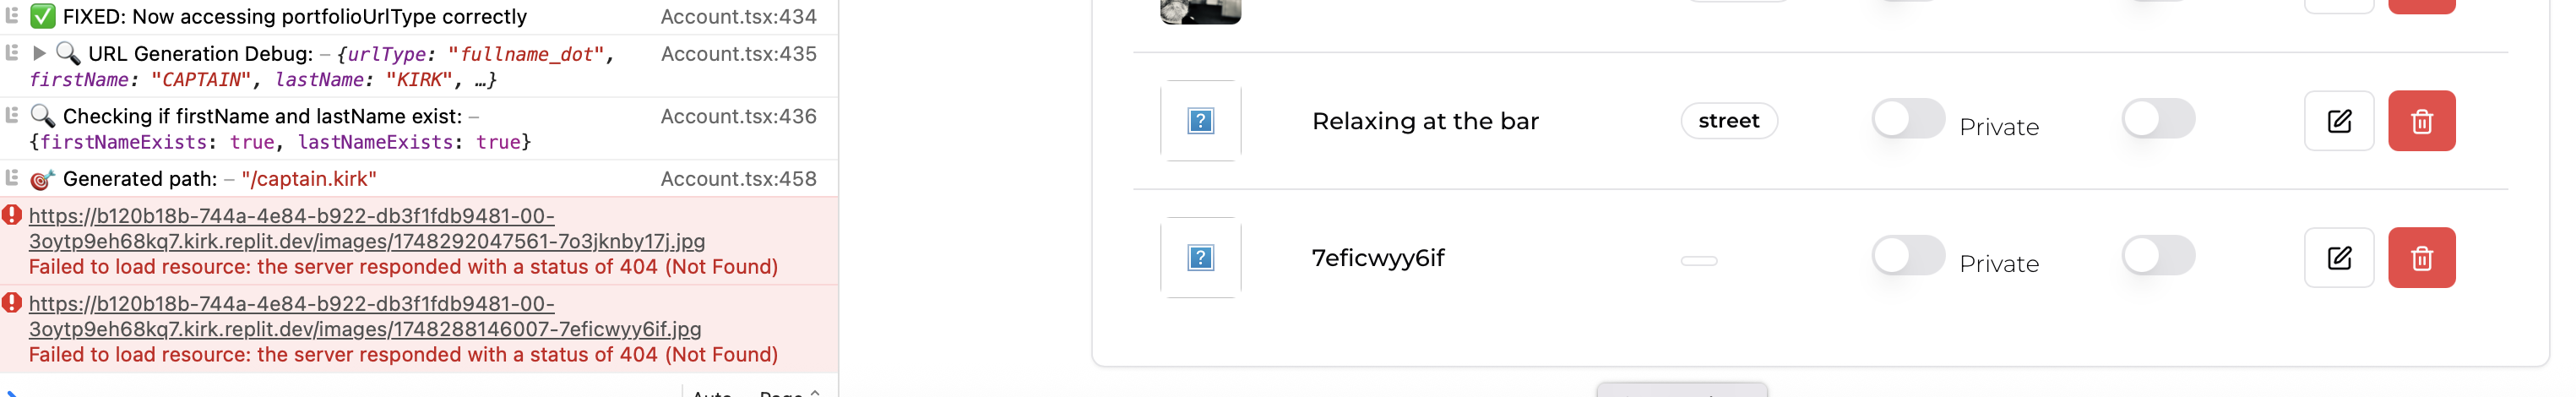 ✅ FIXED: Now accessing portfolioUrlType correctly Account.tsx:434
▶ 🔍 URL Generation Debug: – {urlType: "fullname_dot", Account.tsx:435
firstName: "CAPTAIN", lastName: "KIRK", …}
🔍 Checking if firstName and lastName exist: – Account.tsx:436
{firstNameExists: true, lastNameExists: true}
🎯 Generated path: – "/captain.kirk" Account.tsx:458
https://b120b18b-744a-4e84-b922-db3f1fdb9481-00-
3oytp9eh68kq7.kirk.replit.dev/images/1748292047561-7o3jknby17j.jpg
Failed to load resource: the server responded with a status of 404 (Not Found)
https://b120b18b-744a-4e84-b922-db3f1fdb9481-00-
3oytp9eh68kq7.kirk.replit.dev/images/1748288146007-7eficwyy6if.jpg
Failed to load resource: the server responded with a status of 404 (Not Found)
Relaxing at the bar street Private
7eficwyy6if Private